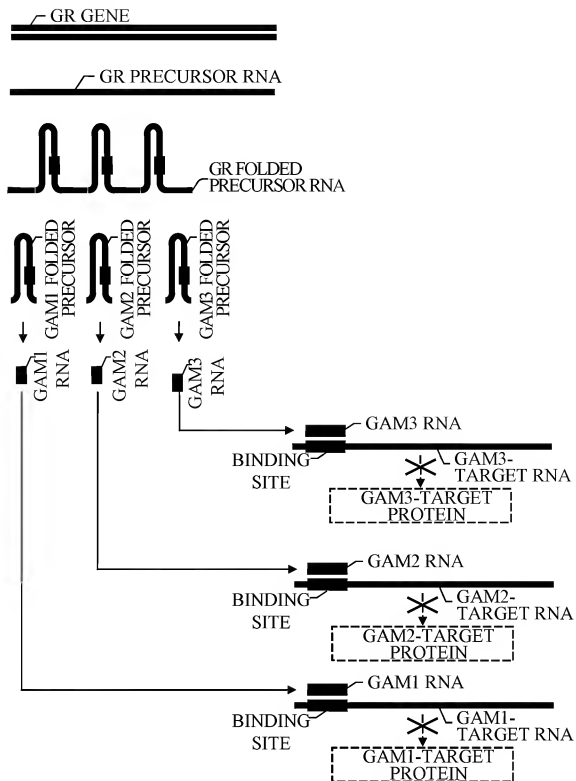 GR GENE
GR PRECURSOR RNA
GR FOLDED
PRECURSOR RNA
GAM1 FOLDED
PRECURSOR
GAM2 FOLDED
PRECURSOR
GAM3 FOLDED
PRECURSOR
GAM1
RNA
GAM2
RNA
GAM3
RNA
GAM3 RNA
BINDING
SITE
GAM3-
TARGET RNA
GAM3-TARGET
PROTEIN
GAM2 RNA
BINDING
SITE
GAM2-
TARGET RNA
GAM2-TARGET
PROTEIN
GAM1 RNA
BINDING
SITE
GAM1-
TARGET RNA
GAM1-TARGET
PROTEIN